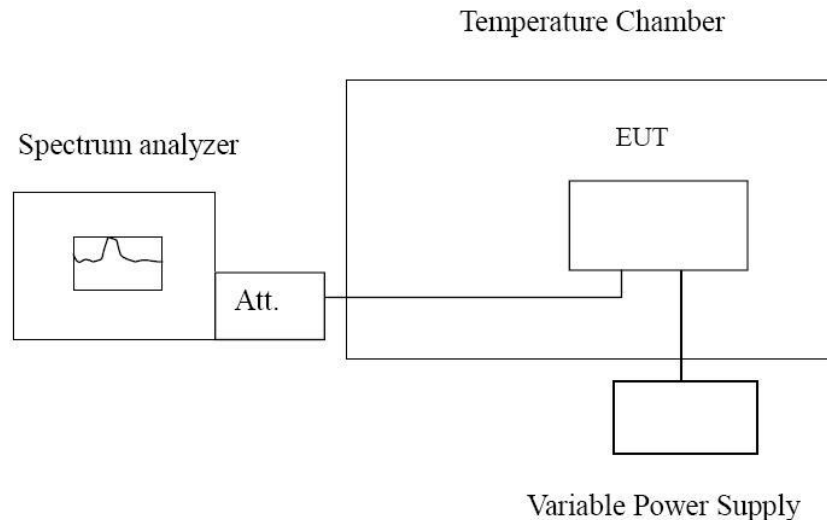 Temperature Chamber
Spectrum analyzer
EUT
Att.
Variable Power Supply